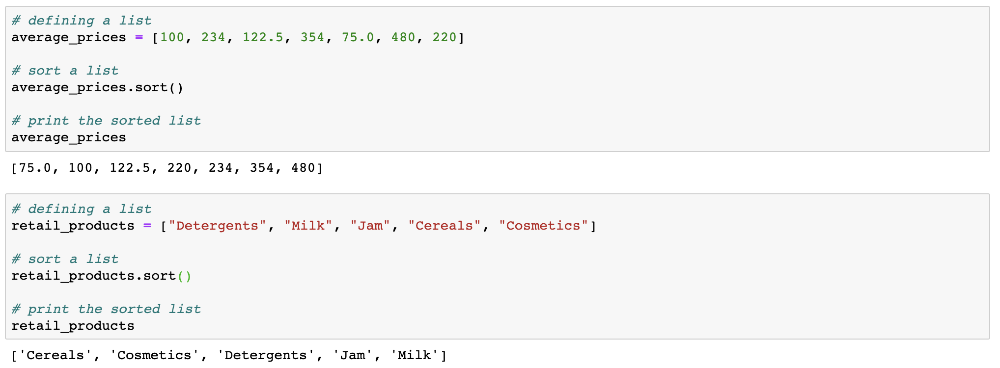 # defining a list
average_prices = [100, 234, 122.5, 354, 75.0, 480, 220]
# sort a list
average_prices.sort()
# print the sorted list
average_prices
[75.0, 100, 122.5, 220, 234, 354, 480]
# defining a list
retail_products = ["Detergents", "Milk", "Jam", "Cereals", "Cosmetics"]
# sort a list
retail_products.sort()
# print the sorted list
retail_products
['Cereals', 'Cosmetics', 'Detergents', 'Jam', 'Milk']